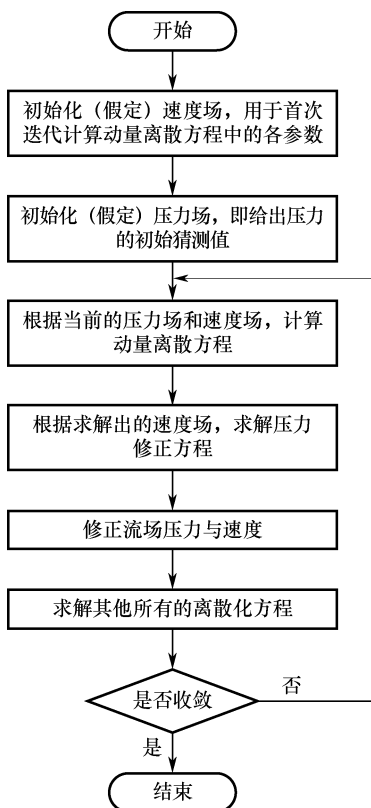 开始
初始化（假定）速度场，用于首次
迭代计算动量离散方程中的各参数
初始化（假定）压力场，即给出压力
的初始猜测值
根据当前的压力场和速度场，计算
动量离散方程
根据求解出的速度场，求解压力
修正方程
修正流场压力与速度
求解其他所有的离散化方程
是否收敛
否
是
结束